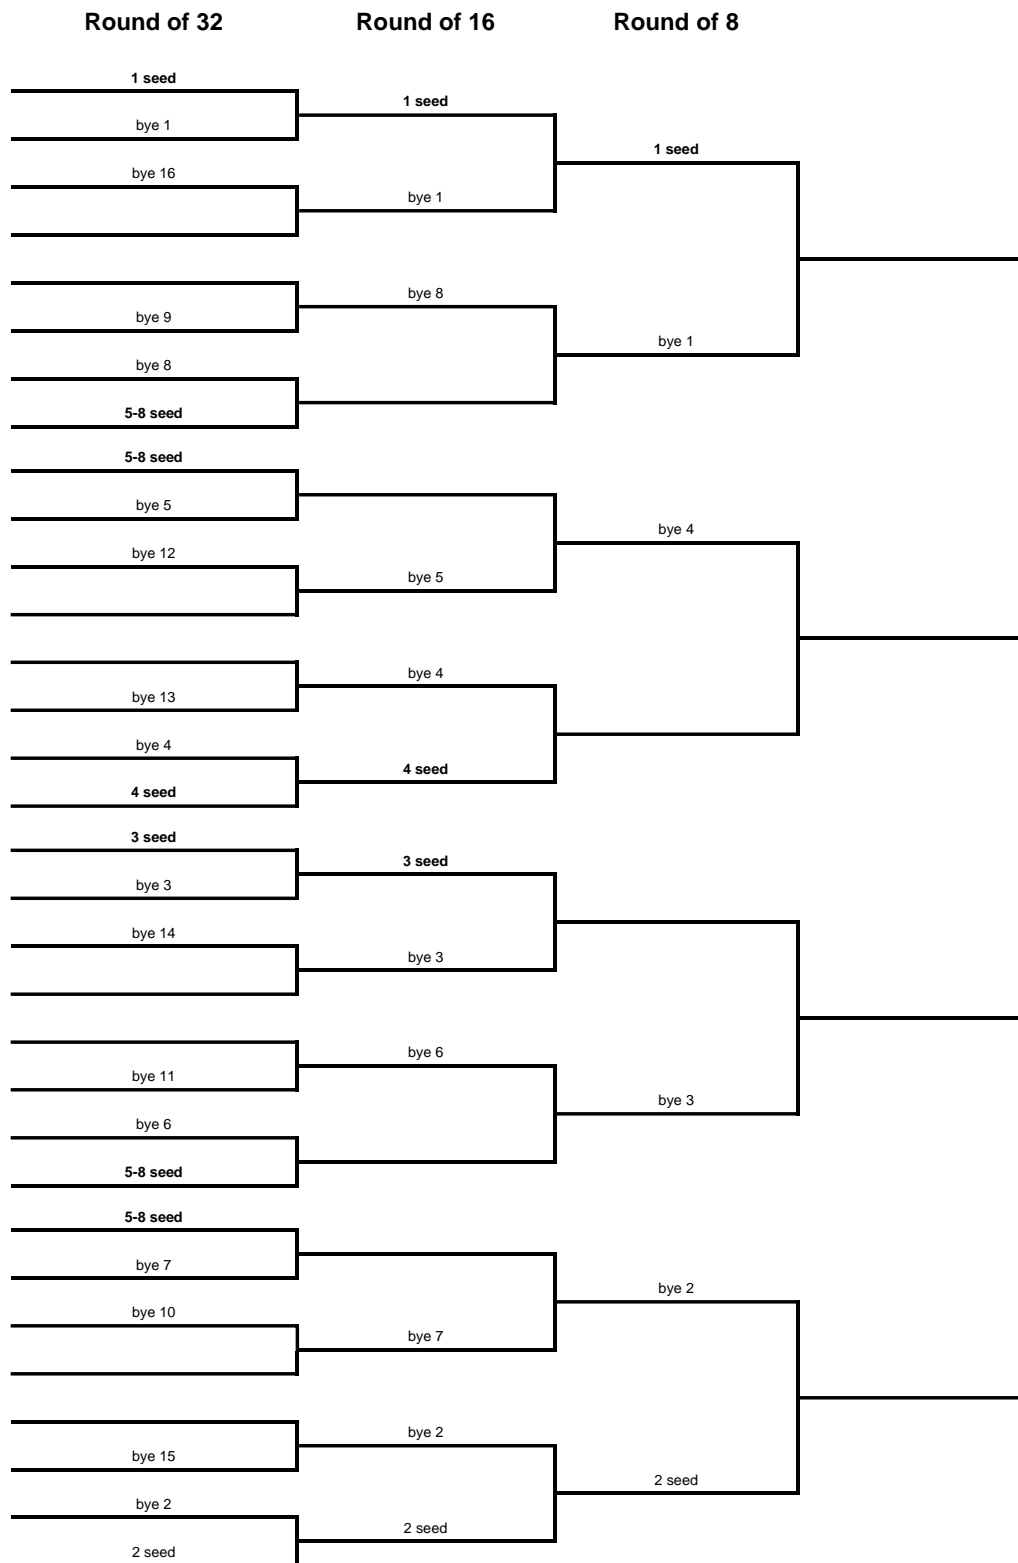 Round of 32 Round of 16 Round of 8
1 seed
1 seed
bye 1
1 seed
bye 16
bye 1
bye 8
bye 9
bye 1
bye 8
5-8 seed
5-8 seed
bye 5
bye 4
bye 12
bye 5
bye 4
bye 13
bye 4
4 seed
4 seed
3 seed
3 seed
bye 3
bye 14
bye 3
bye 6
bye 11
bye 3
bye 6
5-8 seed
5-8 seed
bye 7
bye 2
bye 10
bye 7
bye 2
bye 15
2 seed
bye 2
2 seed
2 seed